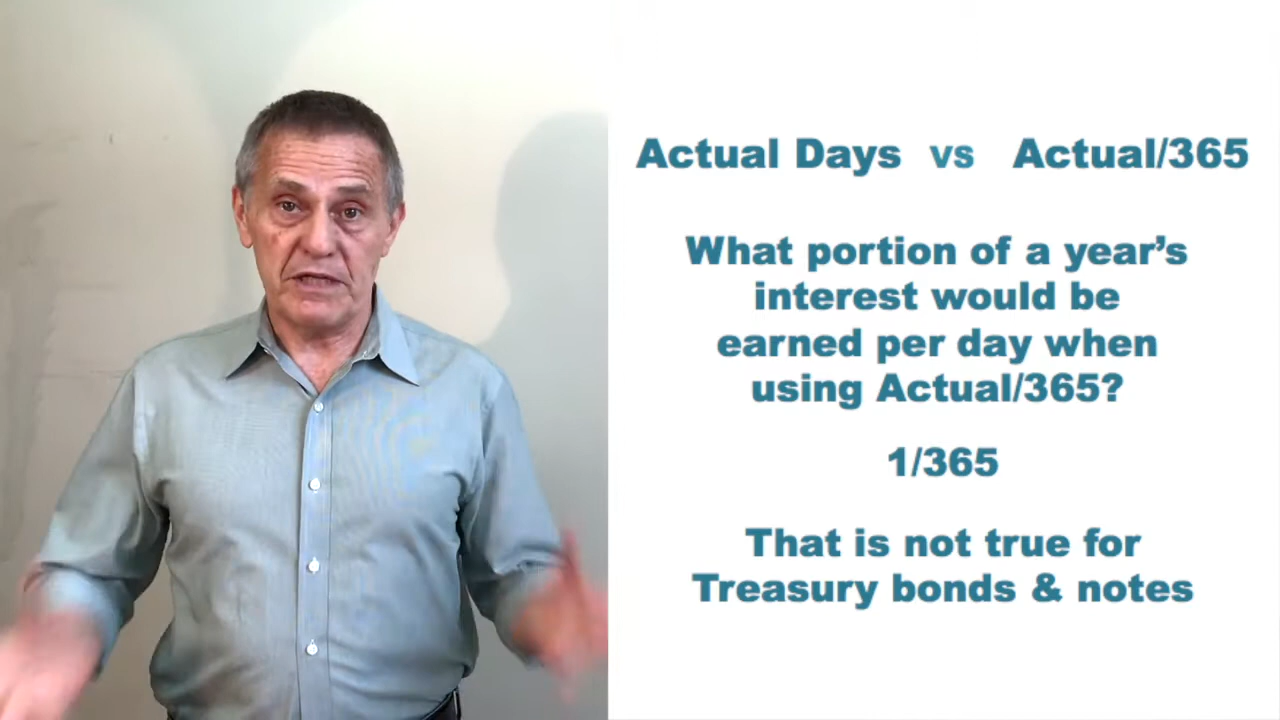 Actual Days vs Actual/365
What portion of a year’s
interest would be
earned per day when
using Actual/365?
1/365
That is not true for
Treasury bonds & notes